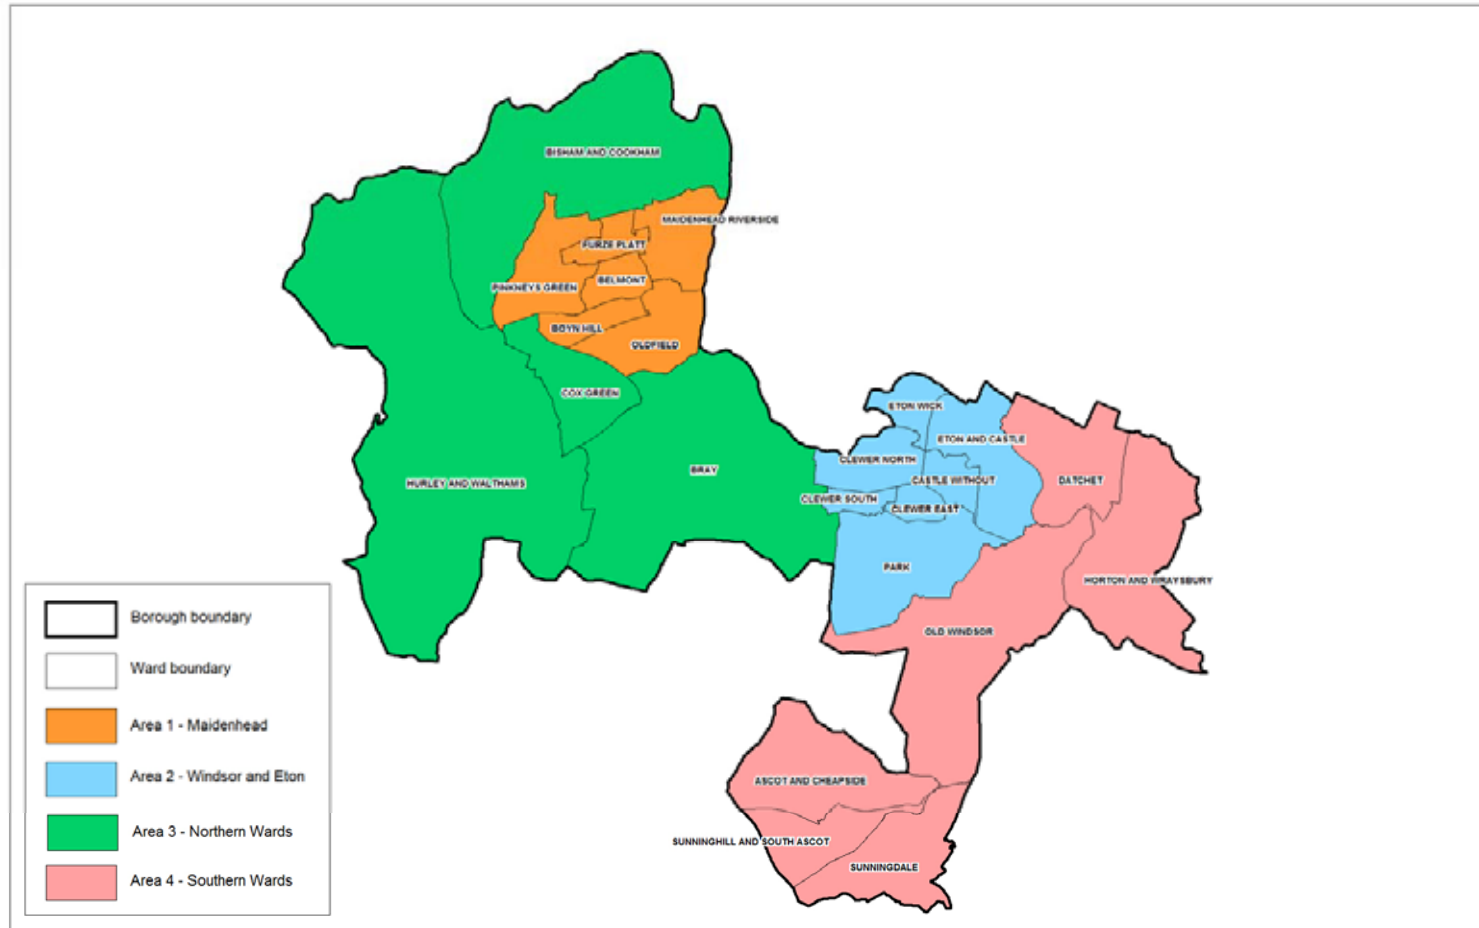 BISHAM AND COOKHAM
MAIDENHEAD RIVERSIDE
FURZE PLATT
BELMONT
PINKNEYS GREEN
BOYN HILL
OLDFIELD
COX GREEN
ETON WICK
ETON AND CASTLE
CLEWER NORTH
BRAY
HURLEY AND WALTHAMS
CASTLE WITHOUT
DATCHET
CLEWER SOUTH
CLEWER EAST
PARK
HORTON AND WRAYSBURY
OLD WINDSOR
ASCOT AND CHEAPSIDE
SUNNINGHILL AND SOUTH ASCOT
SUNNINGDALE
Borough boundary
Ward boundary
Area 1 - Maidenhead
Area 2 - Windsor and Eton
Area 3 - Northern Wards
Area 4 - Southern Wards